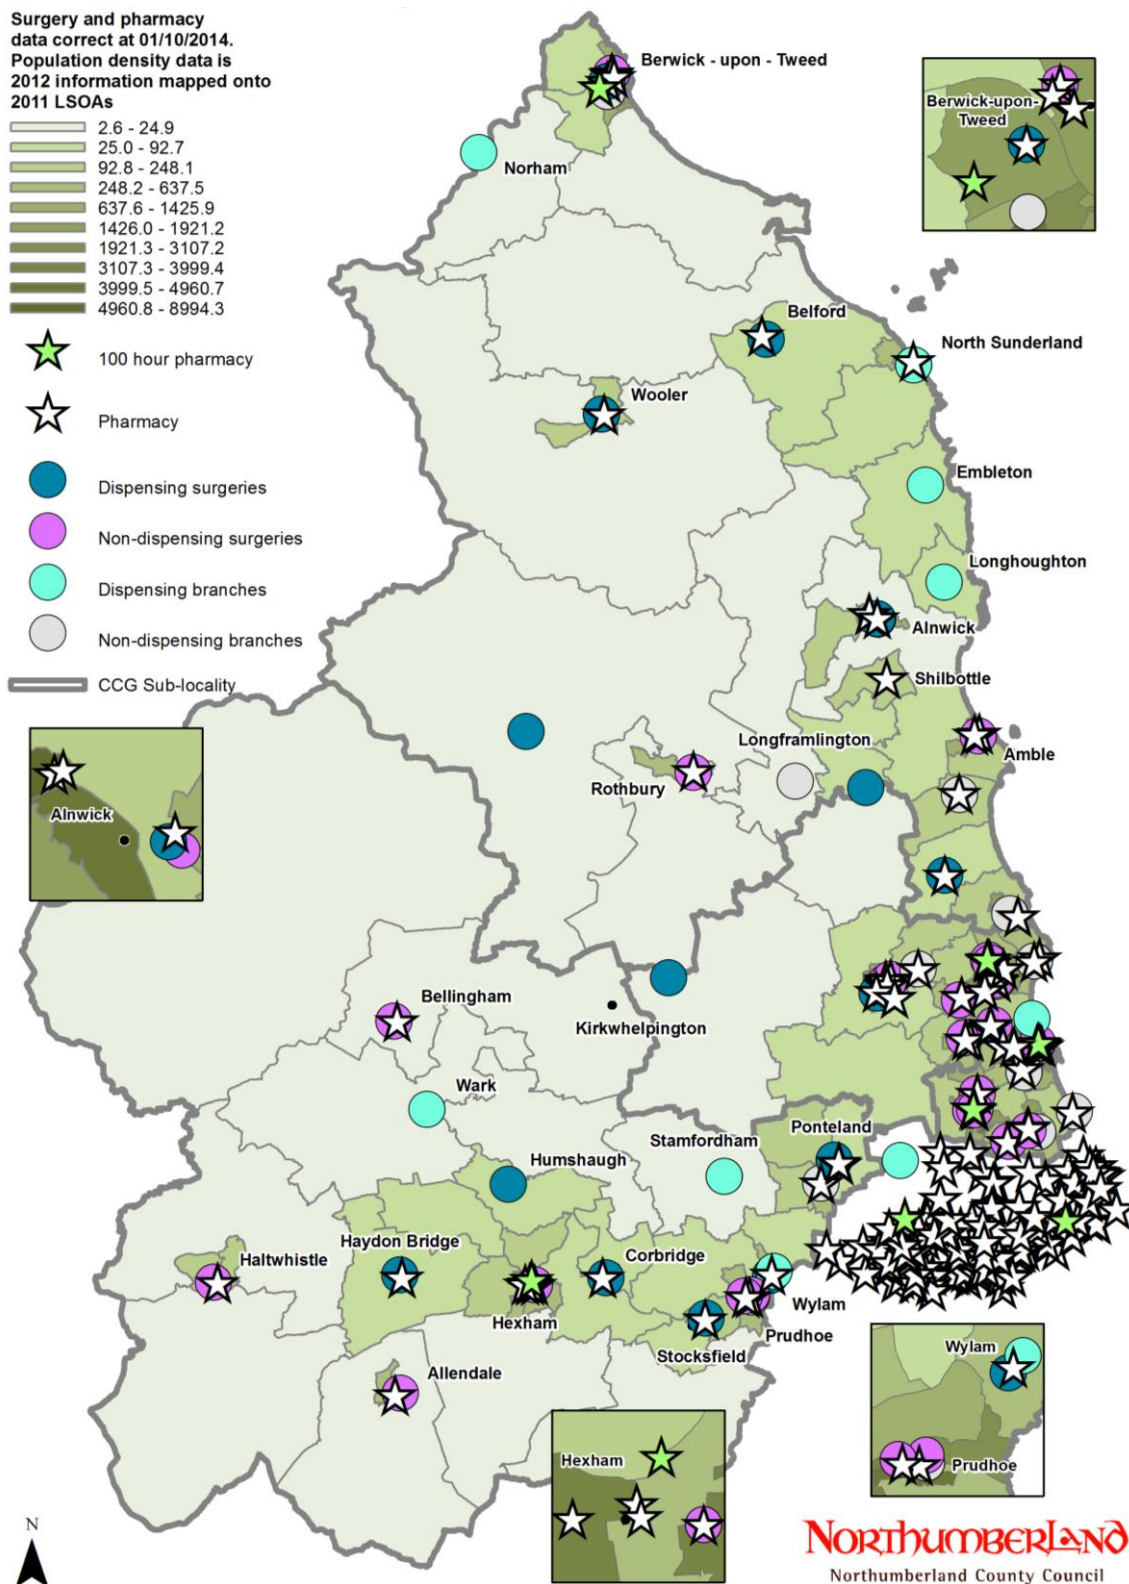 Surgery and pharmacy
data correct at 01/10/2014.
Population density data is
2012 information mapped onto
2011 LSOAs
2.6 - 24.9
25.0 - 92.7
92.8 - 248.1
248.2 - 637.5
637.6 - 1425.9
1426.0 - 1921.2
1921.3 - 3107.2
3107.3 - 3999.4
3999.5 - 4960.7
4960.8 - 8994.3
100 hour pharmacy
Pharmacy
Dispensing surgeries
Non-dispensing surgeries
Dispensing branches
Non-dispensing branches
CCG Sub-locality
Berwick - upon - Tweed
Berwick-upon-
Tweed
Norham
Belford
North Sunderland
Wooler
Embleton
Longhoughton
Alnwick
Shilbottle
Longframlington
Amble
Rothbury
Alnwick
Bellingham
Kirkwhelpington
Wark
Stamfordham
Ponteland
Humshaugh
Haydon Bridge
Haltwhistle
Corbridge
Hexham
Wylam
Prudhoe
Stocksfield
Allendale
Wylam
Prudhoe
Hexham
N
NORTHUMBERLAND
Northumberland County Council